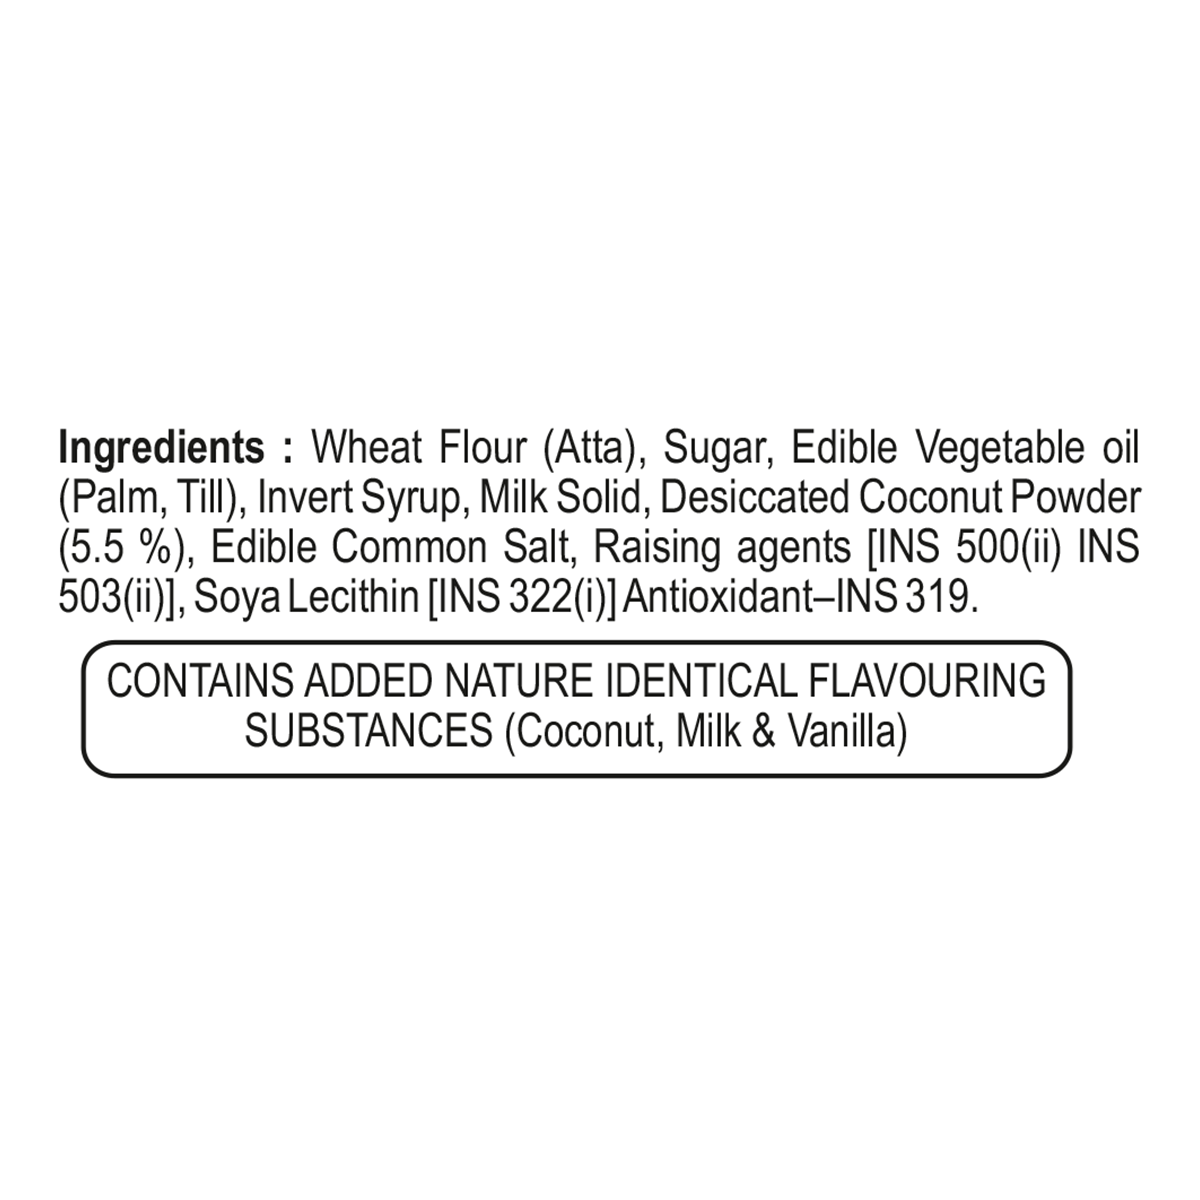 Ingredients : Wheat Flour (Atta), Sugar, Edible Vegetable oil
(Palm, Till), Invert Syrup, Milk Solid, Desiccated Coconut Powder
(5.5 %), Edible Common Salt, Raising agents [INS 500(ii) INS
503(ii)], Soya Lecithin [INS 322(i)] Antioxidant–INS 319.
CONTAINS ADDED NATURE IDENTICAL FLAVOURING
SUBSTANCES (Coconut, Milk & Vanilla)